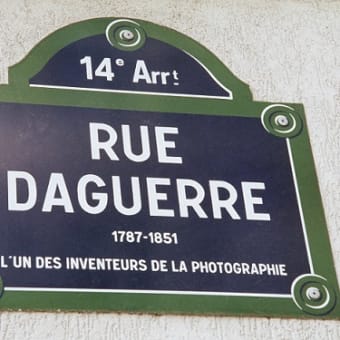 14e Arrt
RUE
DAGUERRE
1787-1851
L'UN DES INVENTEURS DE LA PHOTOGRAPHIE